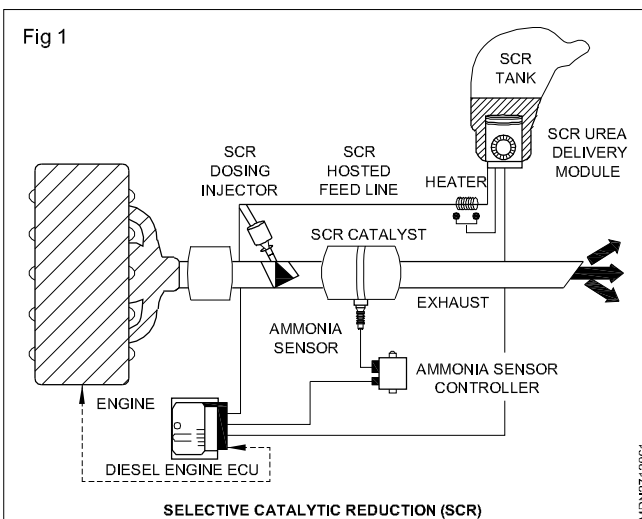 Fig 1
SCR
TANK
SCR UREA
DELIVERY
MODULE
SCR
DOSING
INJECTOR
SCR
HOSTED
FEED LINE
HEATER
SCR CATALYST
EXHAUST
AMMONIA
SENSOR
AMMONIA SENSOR
CONTROLLER
ENGINE
DIESEL ENGINE ECU
SELECTIVE CATALYTIC REDUCTION (SCR)